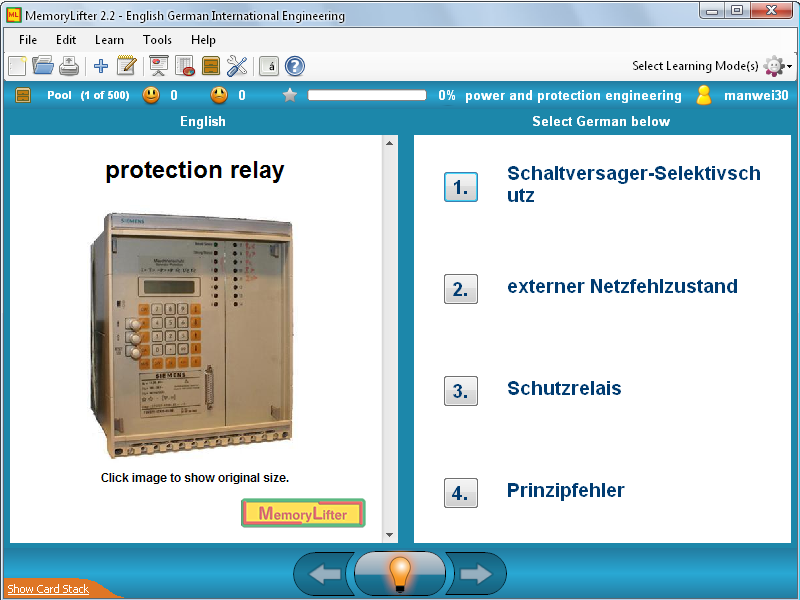 MemoryLifter 2.2 - English German International Engineering
File Edit Learn Tools Help
á
Select Learning Mode(s)
Pool (1 of 500) 0 0 0% power and protection engineering manwei30
English
Select German below
protection relay
SIEMENS
SIEMENS
Click image to show original size.
MemoryLifter
1. Schaltversager-Selektivsch
utz
2. externer Netzfehlzustand
3. Schutzrelais
4. Prinzipfehler
Show Card Stack